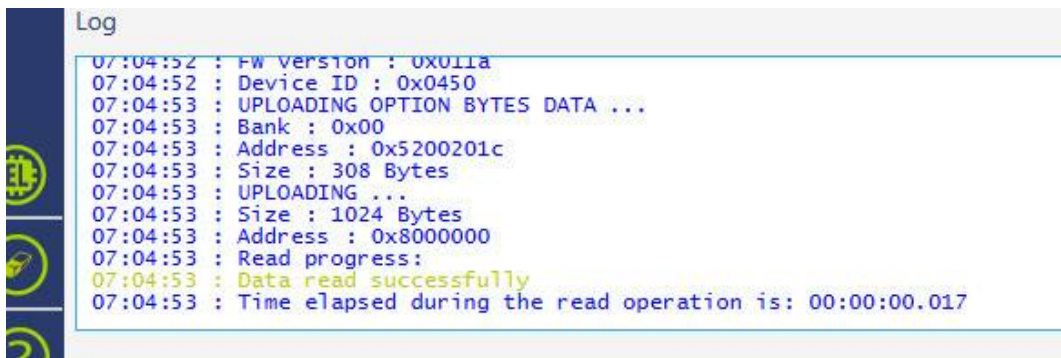 Log
07:04:52 : FW version : 0x011a
07:04:52 : Device ID : 0x0450
07:04:53 : UPLOADING OPTION BYTES DATA ...
07:04:53 : Bank : 0x00
07:04:53 : Address : 0x5200201c
07:04:53 : Size : 308 Bytes
07:04:53 : UPLOADING ...
07:04:53 : Size : 1024 Bytes
07:04:53 : Address : 0x8000000
07:04:53 : Read progress:
07:04:53 : Data read successfully
07:04:53 : Time elapsed during the read operation is: 00:00:00.017